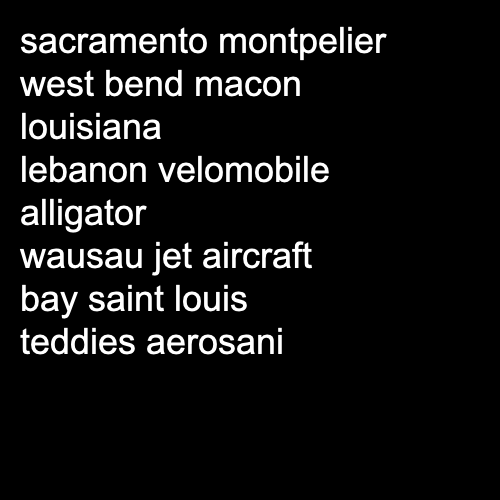 sacramento montpelier
west bend macon
louisiana
lebanon velomobile
alligator
wausau jet aircraft
bay saint louis
teddies aerosani